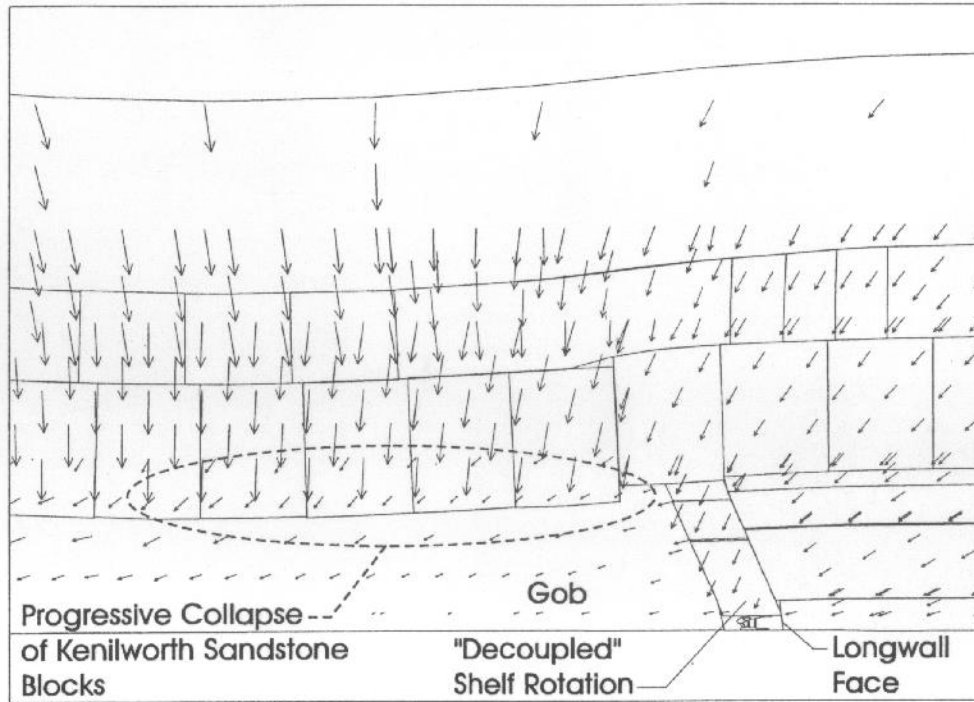 Gob
Progressive Collapse
of Kenilworth Sandstone
Blocks
"Decoupled"
Shelf Rotation
Longwall
Face